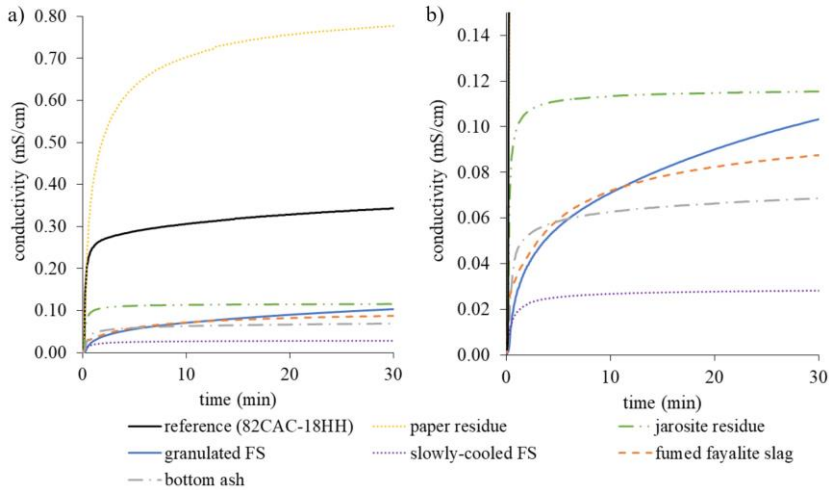 a)
0.80
0.70
0.60
0.50
0.40
0.30
0.20
0.10
0.00
conductivity (mS/cm)
0
10
20
30
time (min)
b)
0.14
0.12
0.10
0.08
0.06
0.04
0.02
0.00
conductivity (mS/cm)
0
10
20
30
time (min)
reference (82CAC-18HH)
paper residue
jarosite residue
granulated FS
slowly-cooled FS
fumed fayalite slag
bottom ash